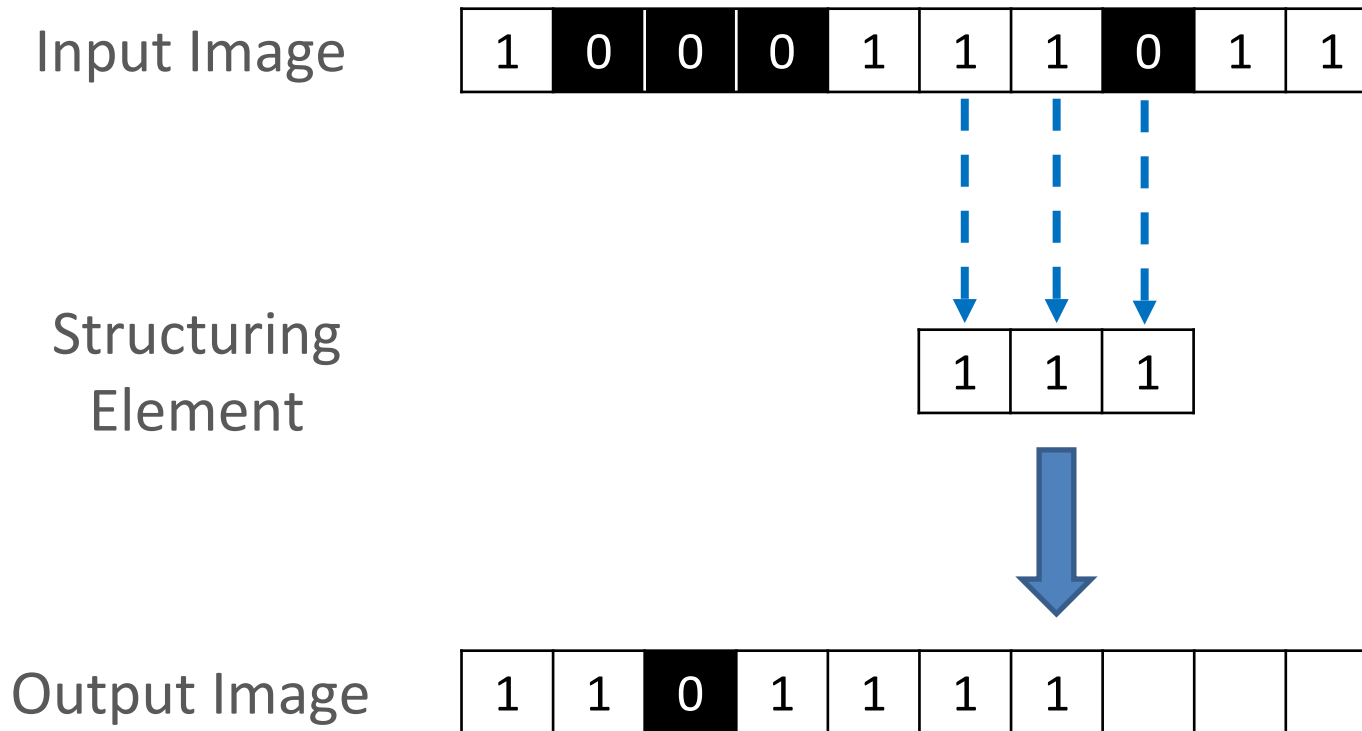 Input Image 1 0 0 0 1 1 1 0 1 1
Structuring
Element
1 1 1
Output Image 1 1 0 1 1 1 1